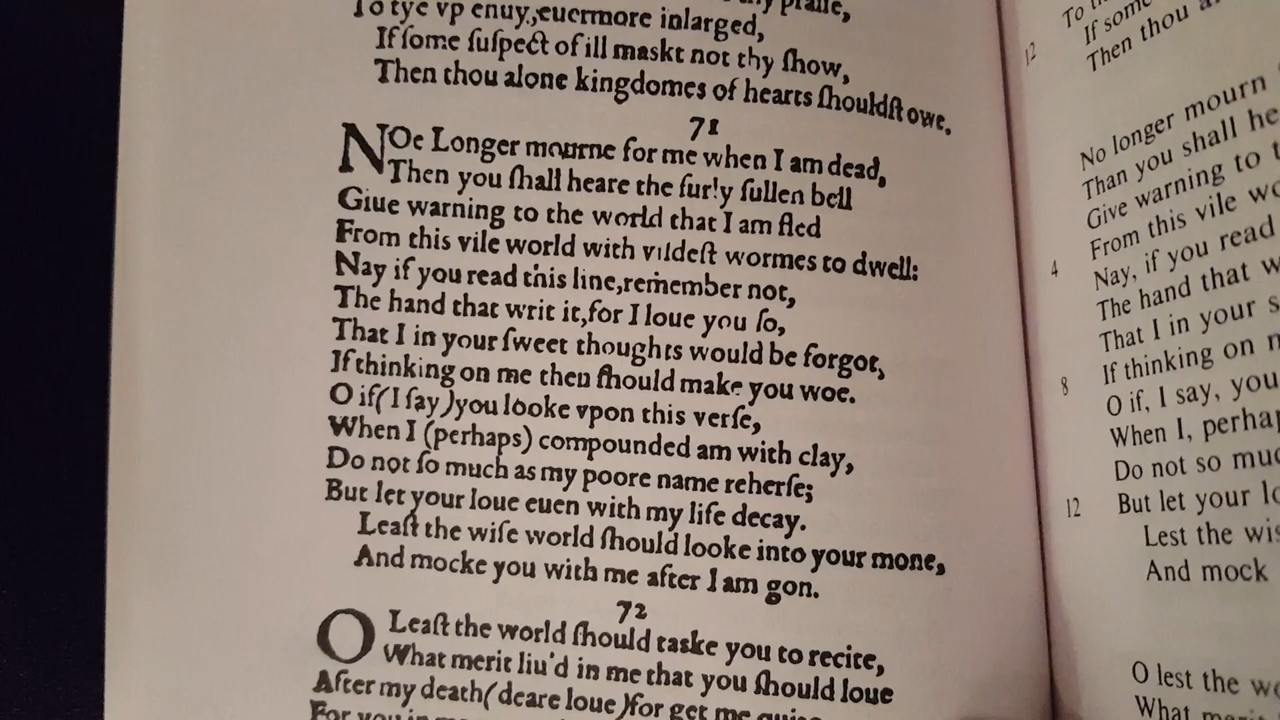 To tye vp enuy,euermore inlarged,
If ſome ſuſpect of ill maskt not thy ſhow,
Then thou alone kingdomes of hearts ſhouldſt owe.
71
NOe Longer mourne for me when I am dead,
Then you ſhall heare the ſurly ſullen bell
Giue warning to the world that I am fled
From this vile world with vildeſt wormes to dwell:
Nay if you read this line,remember not,
The hand that writ it,for I loue you ſo,
That I in your ſweet thoughts would be forgot,
If thinking on me then ſhould make you woe.
O if(I ſay)you looke vpon this verſe,
When I (perhaps) compounded am with clay,
Do not ſo much as my poore name reherſe;
But let your loue euen with my life decay.
Leaſt the wiſe world ſhould looke into your mone,
And mocke you with me after I am gon.
72
O Leaſt the world ſhould taske you to recite,
What merit liu'd in me that you ſhould loue
After my death(deare loue)for get me
For you in
To
12 If some
Then thou
No longer mourn
Than you shall
Give warning to
From this vile
4 Nay, if you read
The hand that
That I in your
8 If thinking on
O if, I say, you
When I,
Do not so
12 But let your
Lest the
And mock
O lest the
What